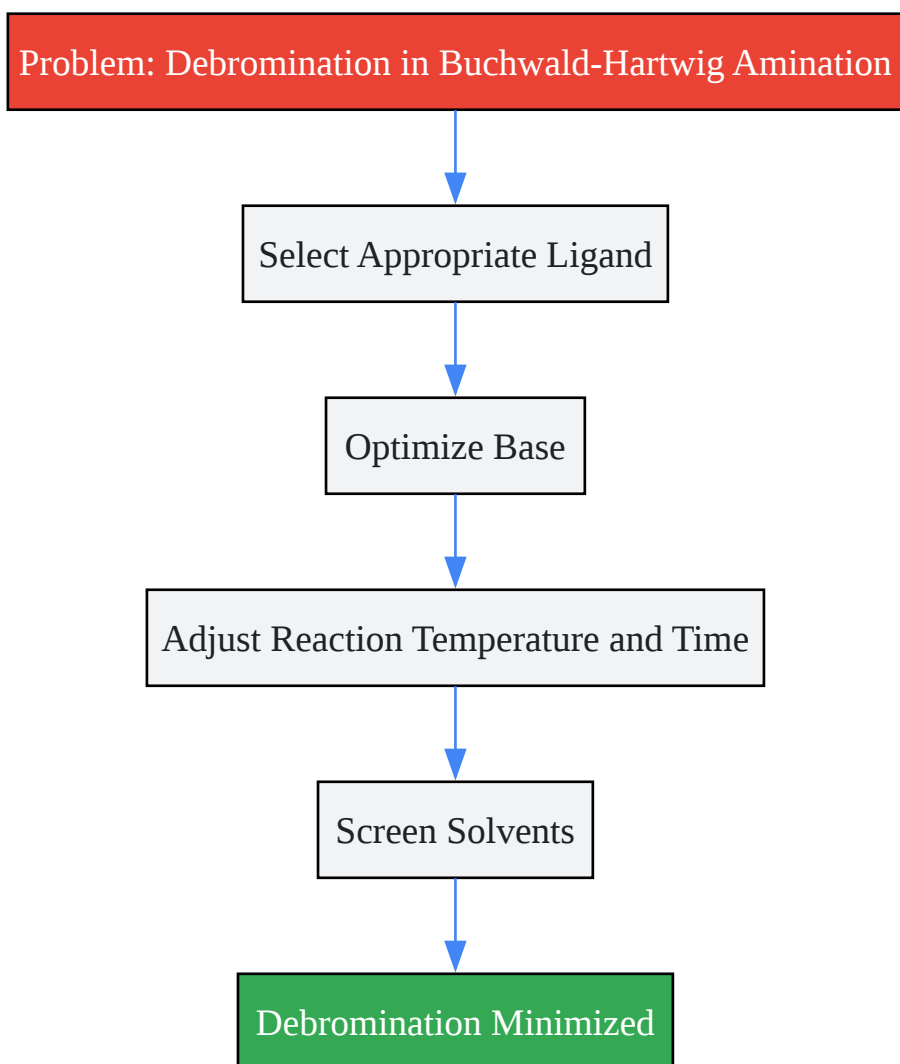 Problem: Debromination in Buchwald-Hartwig Amination
Select Appropriate Ligand
Optimize Base
Adjust Reaction Temperature and Time
Screen Solvents
Debromination Minimized